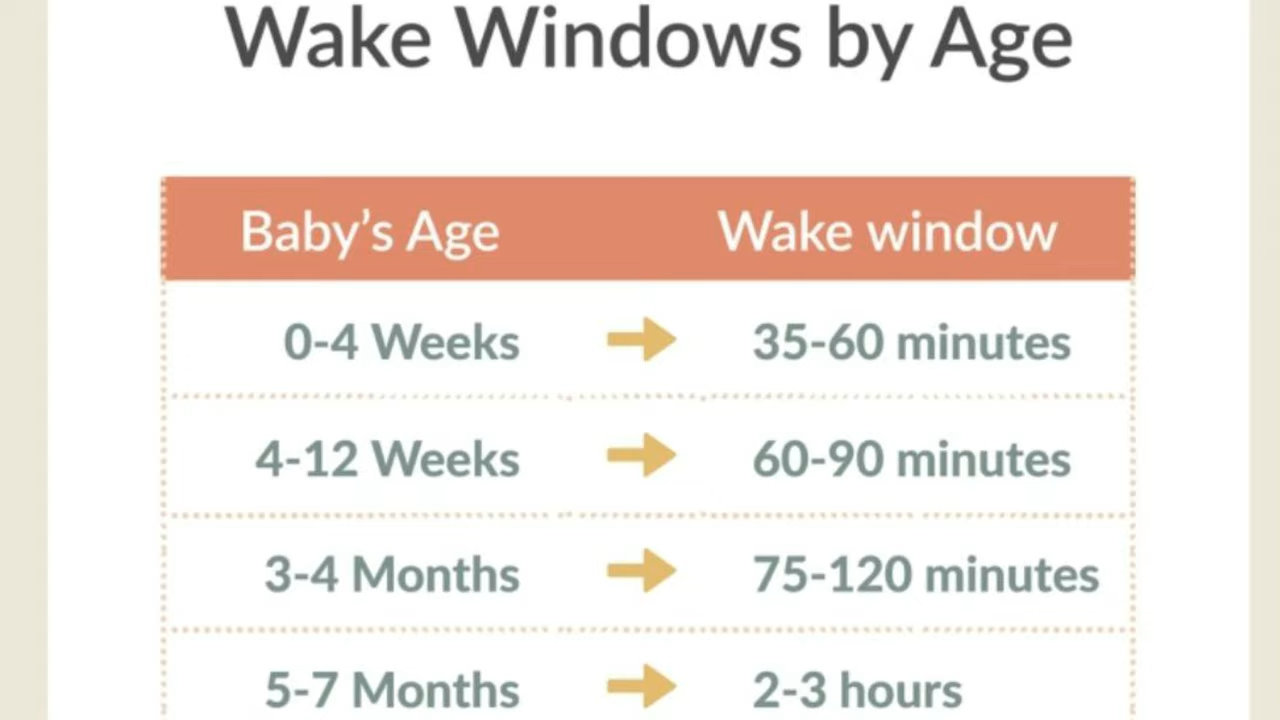 Wake Windows by Age
Baby’s Age Wake window
0-4 Weeks 35-60 minutes
4-12 Weeks 60-90 minutes
3-4 Months 75-120 minutes
5-7 Months 2-3 hours